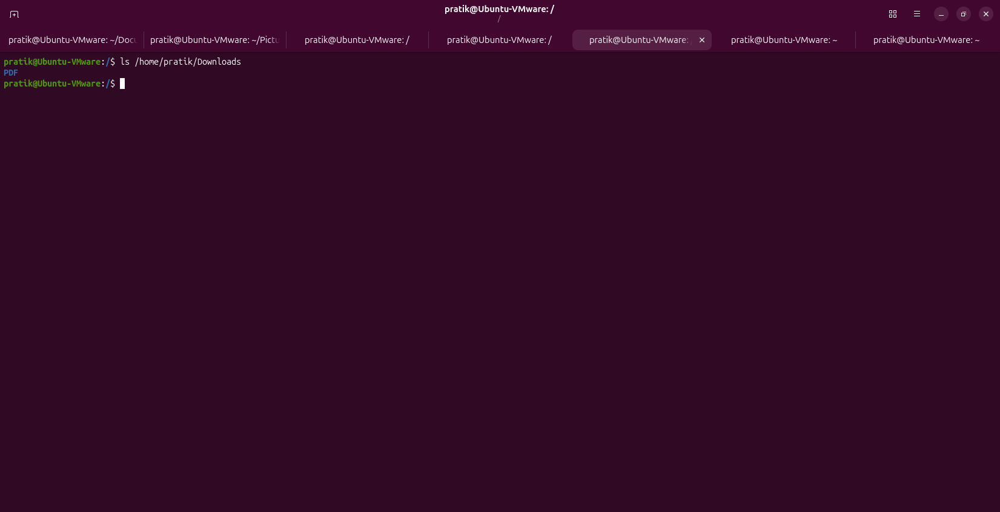 pratik@Ubuntu-VMware: /
/
pratik@Ubuntu-VMware: ~/Docu
pratik@Ubuntu-VMware: ~/Pictu
pratik@Ubuntu-VMware: /
pratik@Ubuntu-VMware: /
pratik@Ubuntu-VMware: /
pratik@Ubuntu-VMware: ~
pratik@Ubuntu-VMware: ~
pratik@Ubuntu-VMware:/$ ls /home/pratik/Downloads
PDF
pratik@Ubuntu-VMware:/$